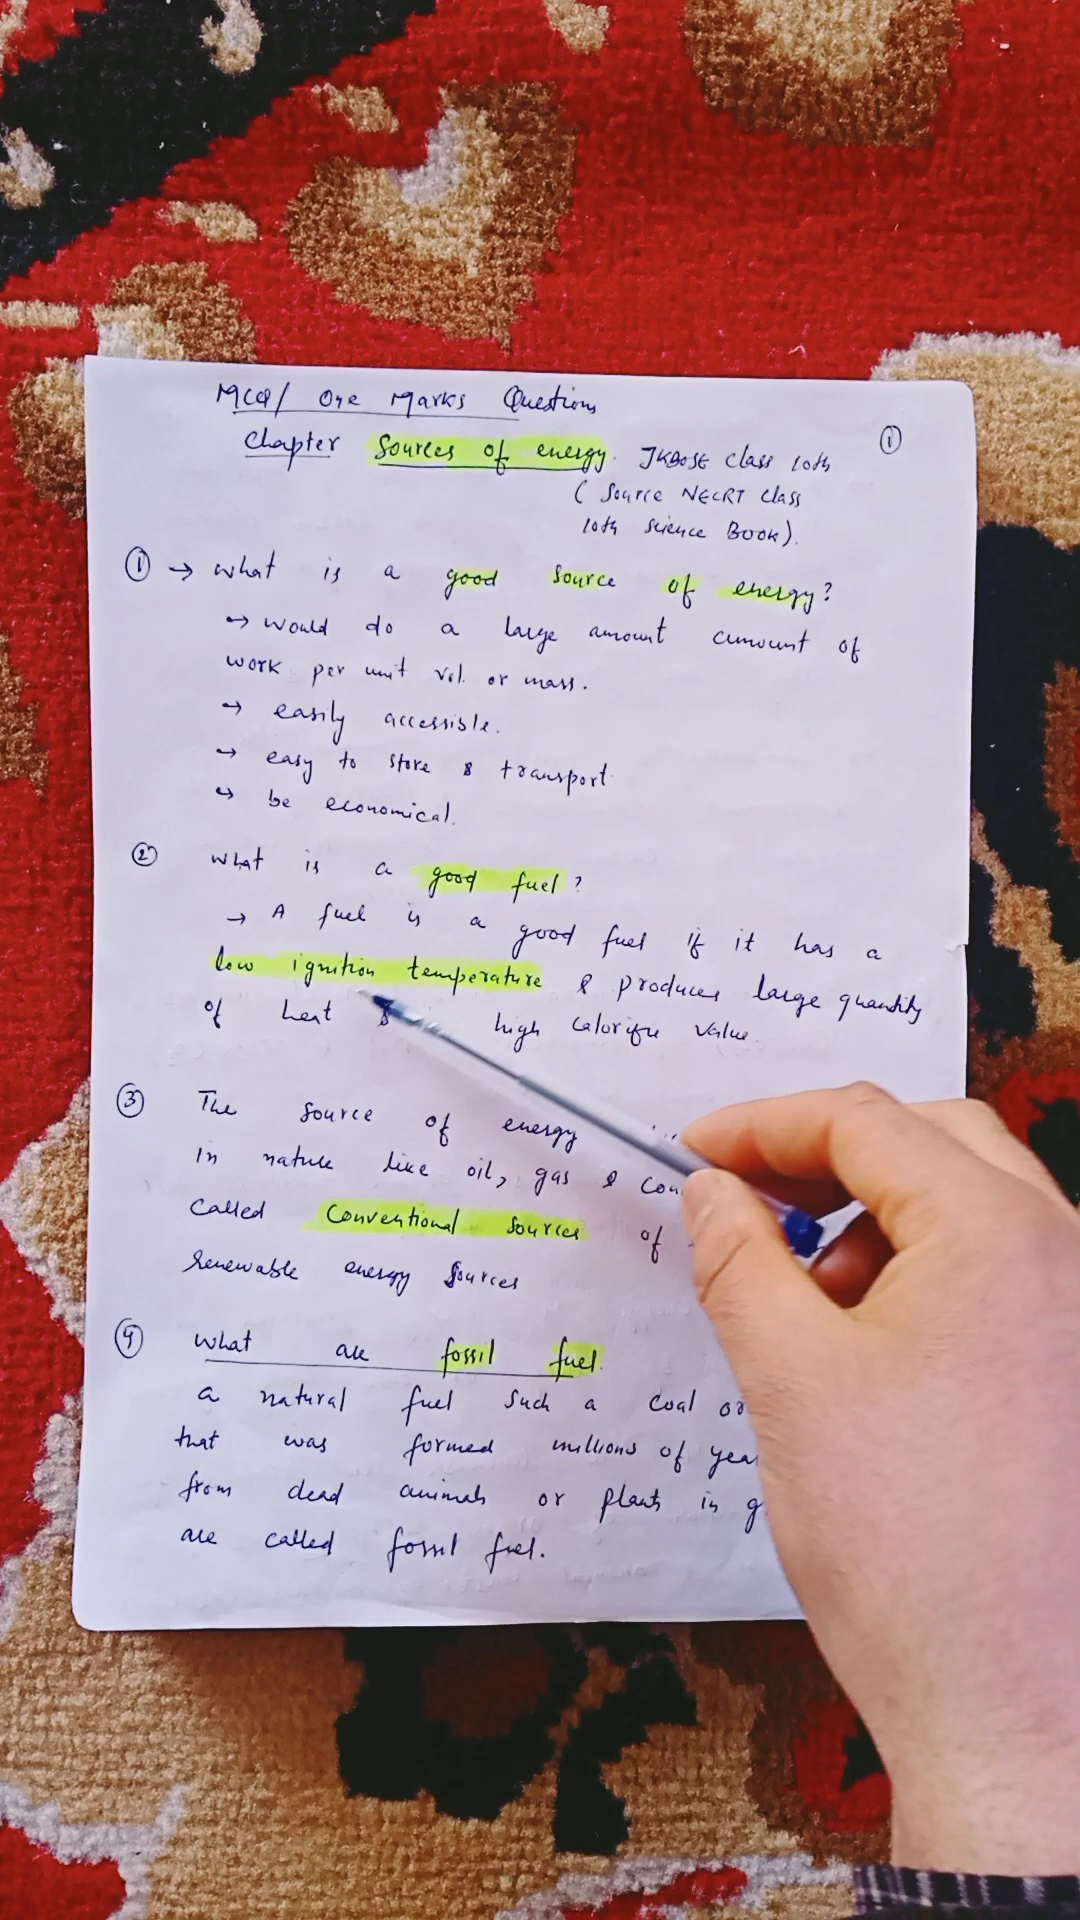 MCQ/ One Marks Questions
①
Chapter Sources of energy. JKBOSE Class 10th
( Source NECRT Class
10th Science Book).
① → What is a good source of energy?
↪ would do a large amount amount of
work per unit vol. or mass.
↪ easily accessible.
↪ easy to store & transport
↪ be economical.
② what is a good fuel?
→ A fuel is a good fuel if it has a
low ignition temperature & produces large quantity
of heat & high calorific value.
③ The source of energy
in nature like oil, gas &
called Conventional Sources of
renewable energy sources
④ What are fossil fuel.
a natural fuel such a coal or
that was formed millions of
from dead animals or plants in
are called fossil fuel.